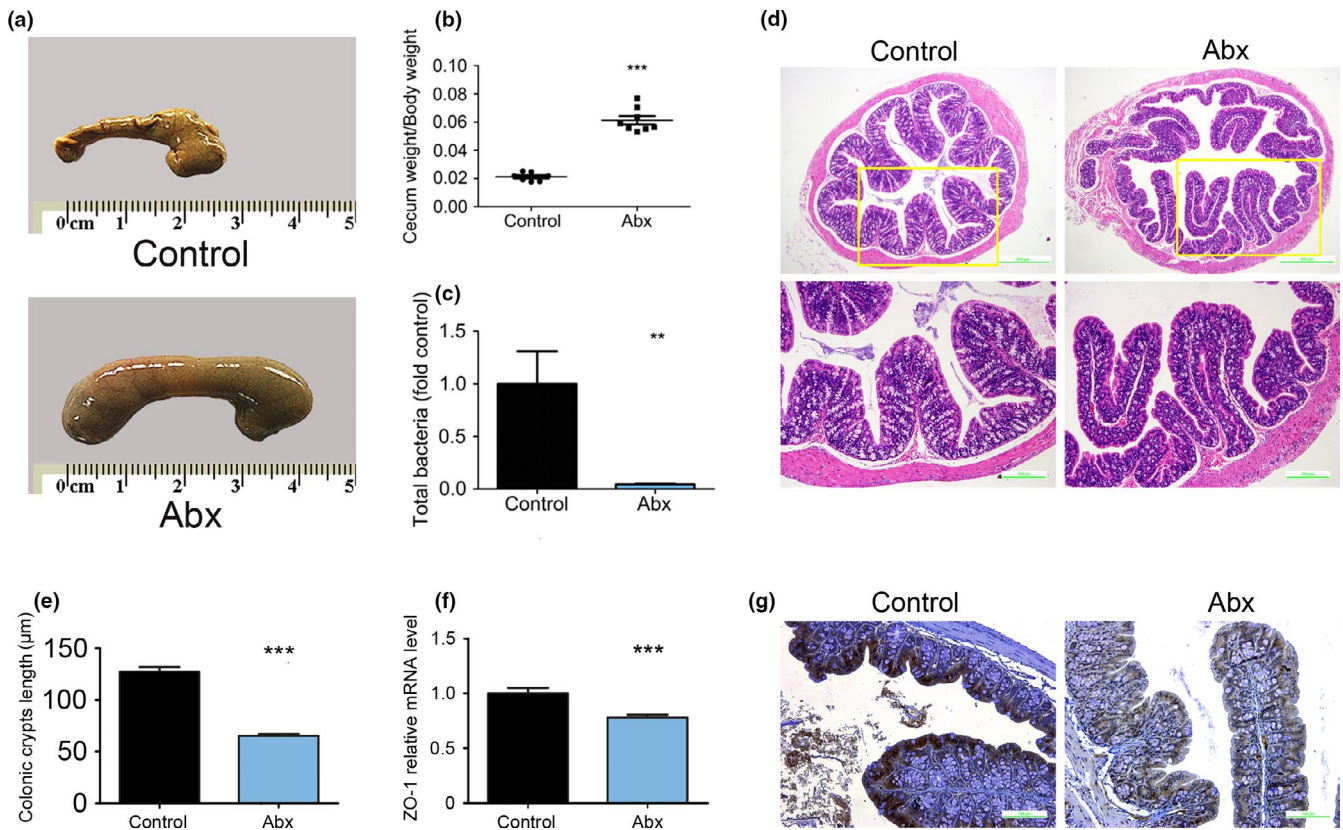 (a)
0 cm 1 2 3 4 5
Control
0 cm 1 2 3 4 5
Abx
(b)
Cecum weight/Body weight
0.10
0.08
0.06
0.04
0.02
0.00
***
Control Abx
(c)
Total bacteria (fold control)
1.5
1.0
0.5
0.0
**
Control Abx
(d)
Control Abx
(e)
Colonic crypts length (μm)
150
100
50
0
***
Control Abx
(f)
ZO-1 relative mRNA level
1.5
1.0
0.5
0.0
***
Control Abx
(g)
Control Abx